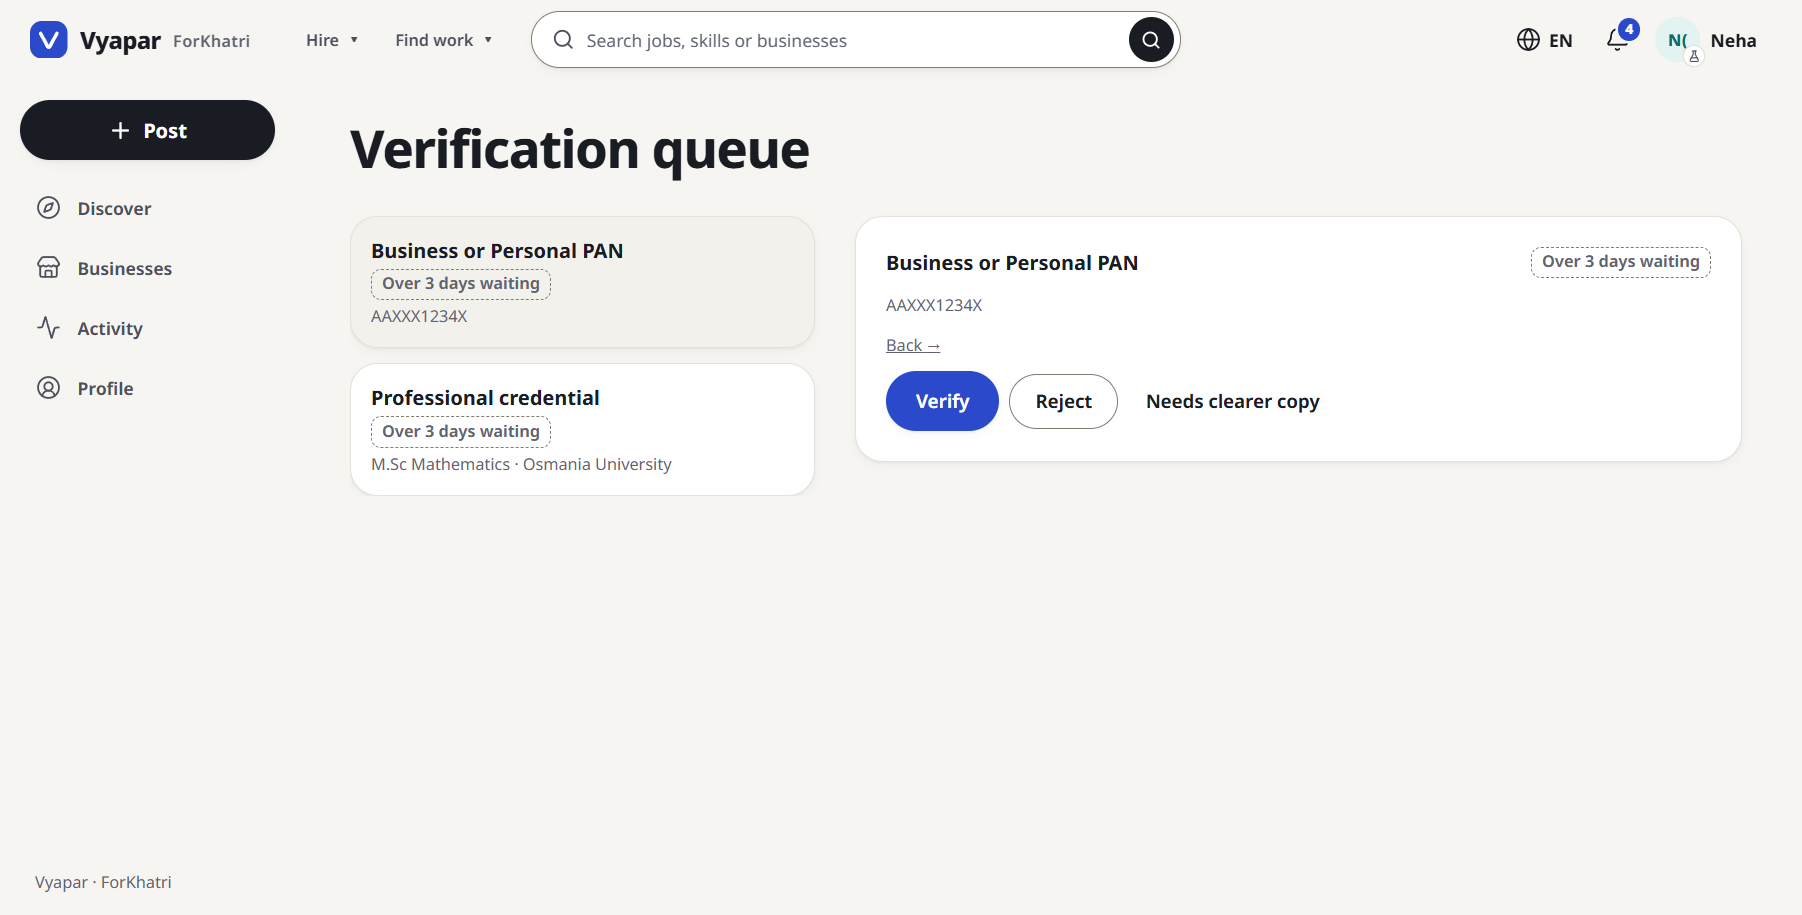 Vyapar ForKhatri
Hire ▼
Find work ▼
Search jobs, skills or businesses
EN
4
N(
Neha
+ Post
Discover
Businesses
Activity
Profile
Verification queue
Business or Personal PAN
Over 3 days waiting
AAXXX1234X
Professional credential
Over 3 days waiting
M.Sc Mathematics · Osmania University
Business or Personal PAN
Over 3 days waiting
AAXXX1234X
Back →
Verify
Reject
Needs clearer copy
Vyapar · ForKhatri